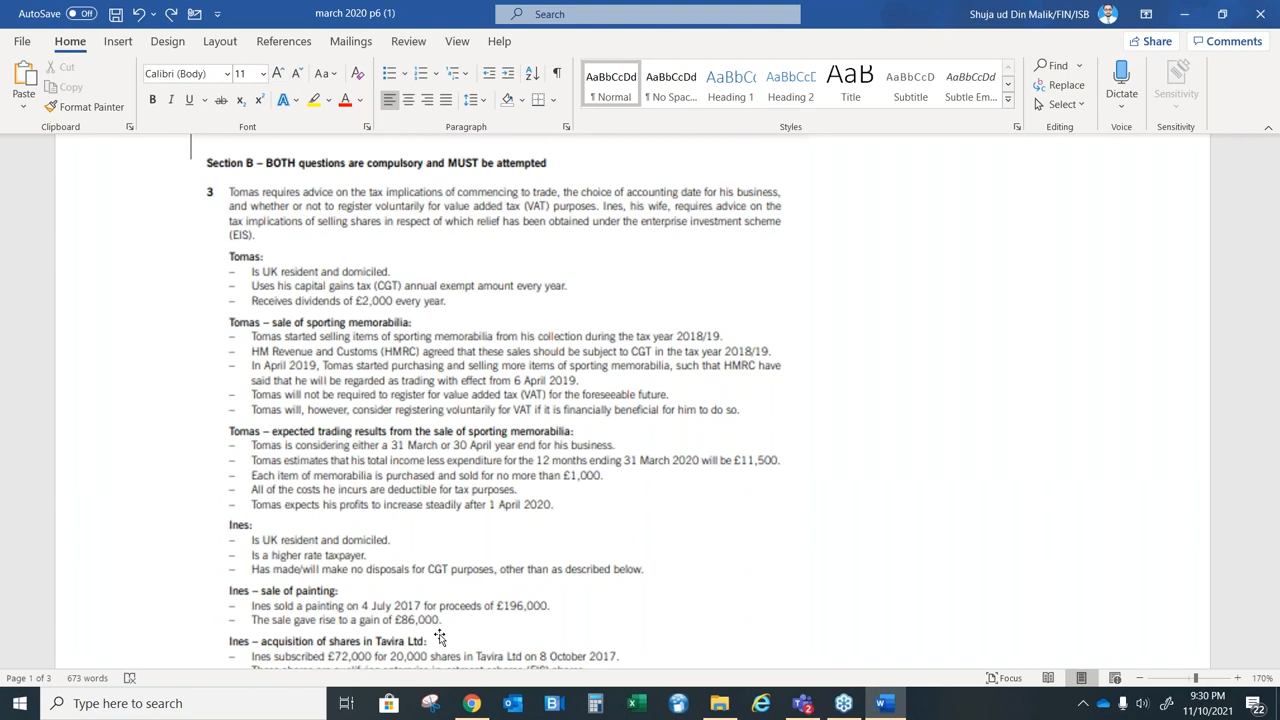 AutoSave Off march 2020 p6 (1) Search Shuja ud Din Malik/FIN/ISB
File Home Insert Design Layout References Mailings Review View Help Share Comments
Paste Cut Copy Format Painter Clipboard
Calibri (Body) 11 Aa B I U ab x2 x2 A A Font
Paragraph
AaBbCcDd ¶ Normal AaBbCcDd ¶ No Spac... AaBbCc Heading 1 AaBbCcE Heading 2 AaB Title AaBbCcD Subtitle AaBbCcDd Subtle Em... Styles
Find Replace Select Editing
Dictate Voice
Sensitivity Sensitivity
Section B – BOTH questions are compulsory and MUST be attempted
3 Tomas requires advice on the tax implications of commencing to trade, the choice of accounting date for his business,
and whether or not to register voluntarily for value added tax (VAT) purposes. Ines, his wife, requires advice on the
tax implications of selling shares in respect of which relief has been obtained under the enterprise investment scheme
(EIS).
Tomas:
– Is UK resident and domiciled.
– Uses his capital gains tax (CGT) annual exempt amount every year.
– Receives dividends of £2,000 every year.
Tomas – sale of sporting memorabilia:
– Tomas started selling items of sporting memorabilia from his collection during the tax year 2018/19.
– HM Revenue and Customs (HMRC) agreed that these sales should be subject to CGT in the tax year 2018/19.
– In April 2019, Tomas started purchasing and selling more items of sporting memorabilia, such that HMRC have
said that he will be regarded as trading with effect from 6 April 2019.
– Tomas will not be required to register for value added tax (VAT) for the foreseeable future.
– Tomas will, however, consider registering voluntarily for VAT if it is financially beneficial for him to do so.
Tomas – expected trading results from the sale of sporting memorabilia:
– Tomas is considering either a 31 March or 30 April year end for his business.
– Tomas estimates that his total income less expenditure for the 12 months ending 31 March 2020 will be £11,500.
– Each item of memorabilia is purchased and sold for no more than £1,000.
– All of the costs he incurs are deductible for tax purposes.
– Tomas expects his profits to increase steadily after 1 April 2020.
Ines:
– Is UK resident and domiciled.
– Is a higher rate taxpayer.
– Has made/will make no disposals for CGT purposes, other than as described below.
Ines – sale of painting:
– Ines sold a painting on 4 July 2017 for proceeds of £196,000.
– The sale gave rise to a gain of £86,000.
Ines – acquisition of shares in Tavira Ltd:
– Ines subscribed £72,000 for 20,000 shares in Tavira Ltd on 8 October 2017.
Page 1 of 3 673 words Focus 170%
Type here to search 9:30 PM
11/10/2021 22